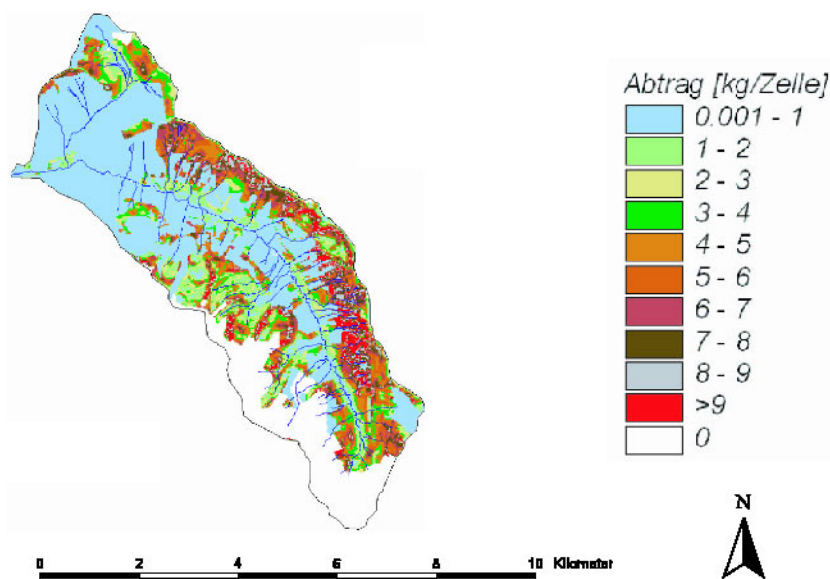 Abtrag [kg/Zelle]
0.001 - 1
1 - 2
2 - 3
3 - 4
4 - 5
5 - 6
6 - 7
7 - 8
8 - 9
>9
0
N
0 2 4 6 8 10 Kilometer